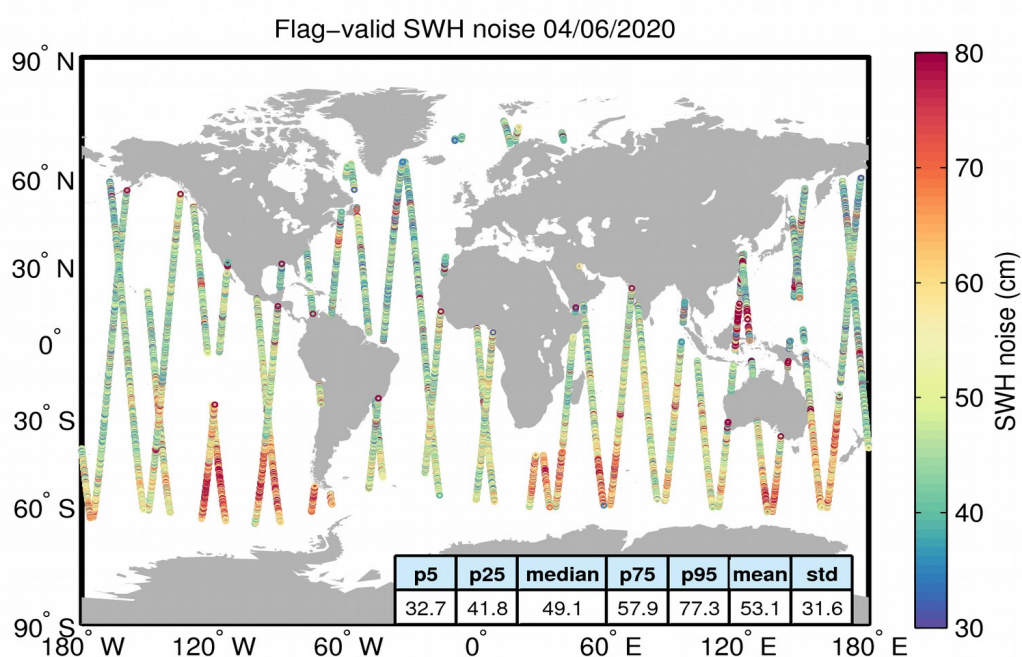 Flag−valid SWH noise 04/06/2020
90° N
60° N
30° N
0°
30° S
60° S
90° S
180° W
120° W
60° W
0°
60° E
120° E
180° E
p5 p25 median p75 p95 mean std
32.7 41.8 49.1 57.9 77.3 53.1 31.6
80
70
60
50
40
30
SWH noise (cm)